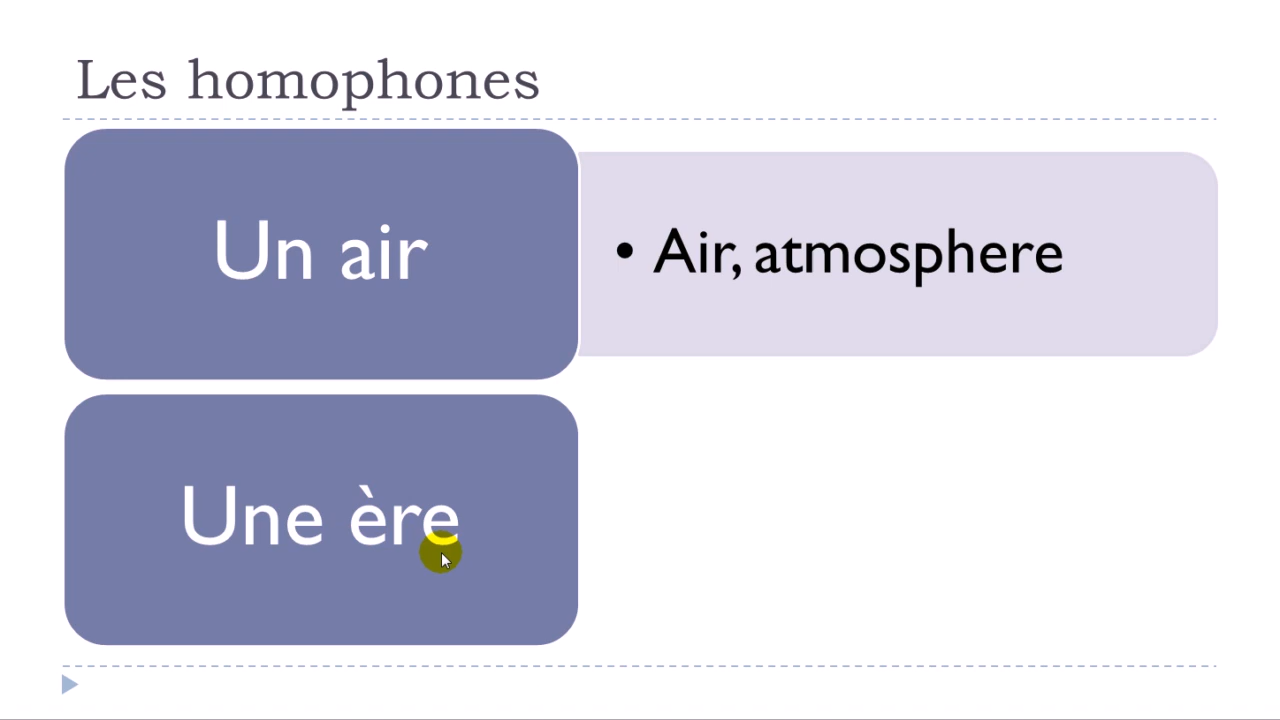 Les homophones
Un air
• Air, atmosphere
Une ère